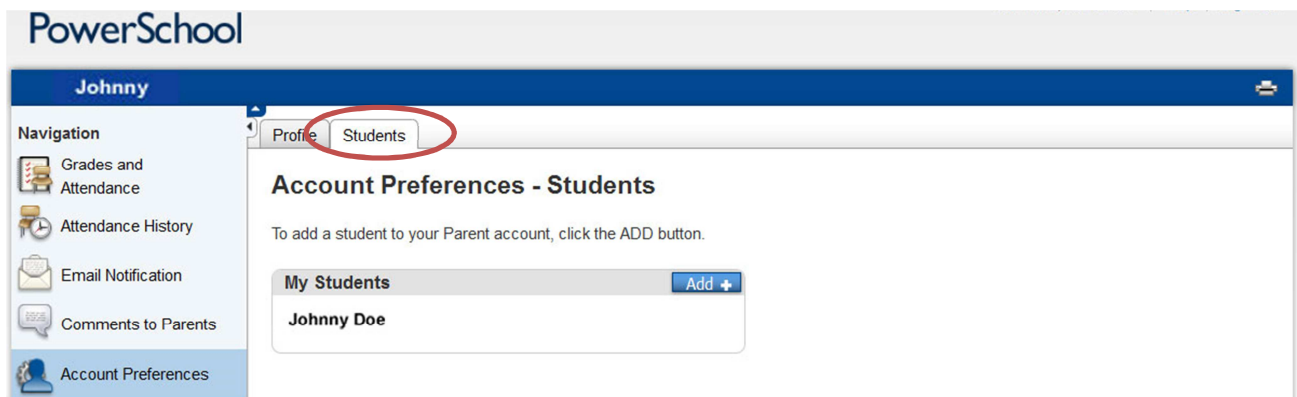 PowerSchool
Johnny
Navigation
Grades and
Attendance
Attendance History
Email Notification
Comments to Parents
Account Preferences
Profile
Students
Account Preferences - Students
To add a student to your Parent account, click the ADD button.
My Students
Add +
Johnny Doe